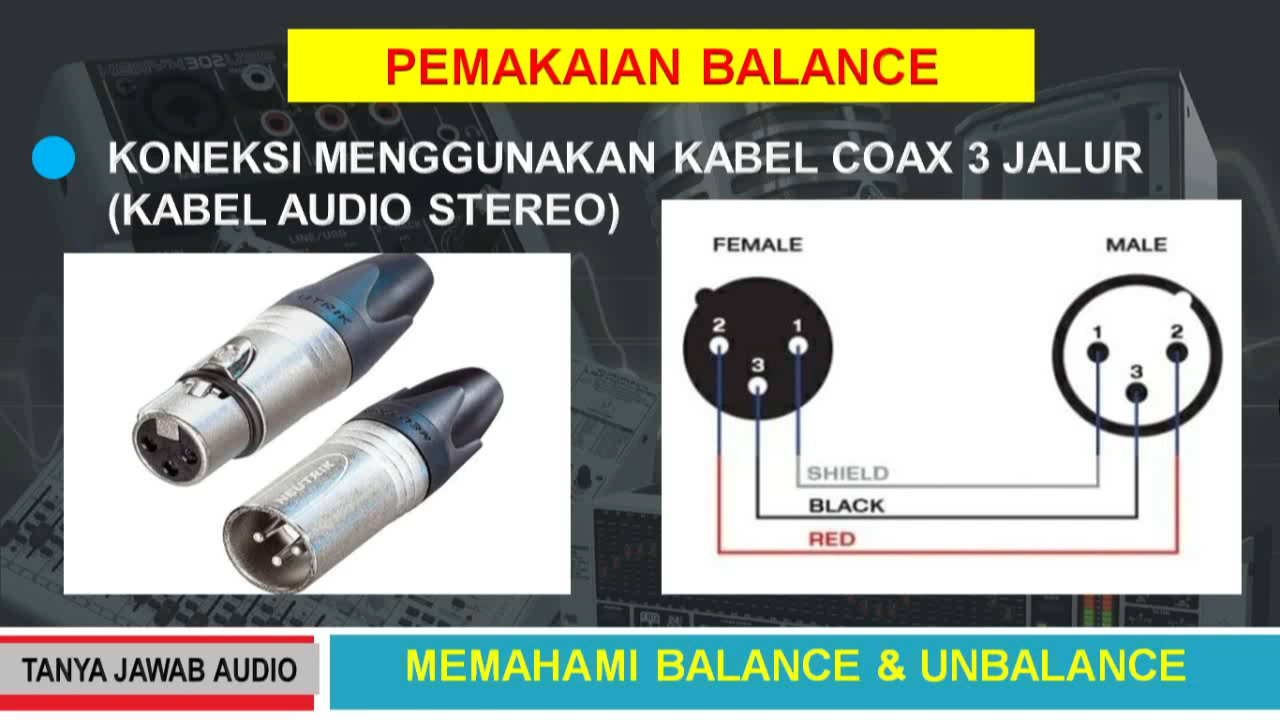 PEMAKAIAN BALANCE
KONEKSI MENGGUNAKAN KABEL COAX 3 JALUR
(KABEL AUDIO STEREO)
FEMALE
MALE
2
1
3
1
2
3
SHIELD
BLACK
RED
NEUTRIK
TANYA JAWAB AUDIO
MEMAHAMI BALANCE & UNBALANCE